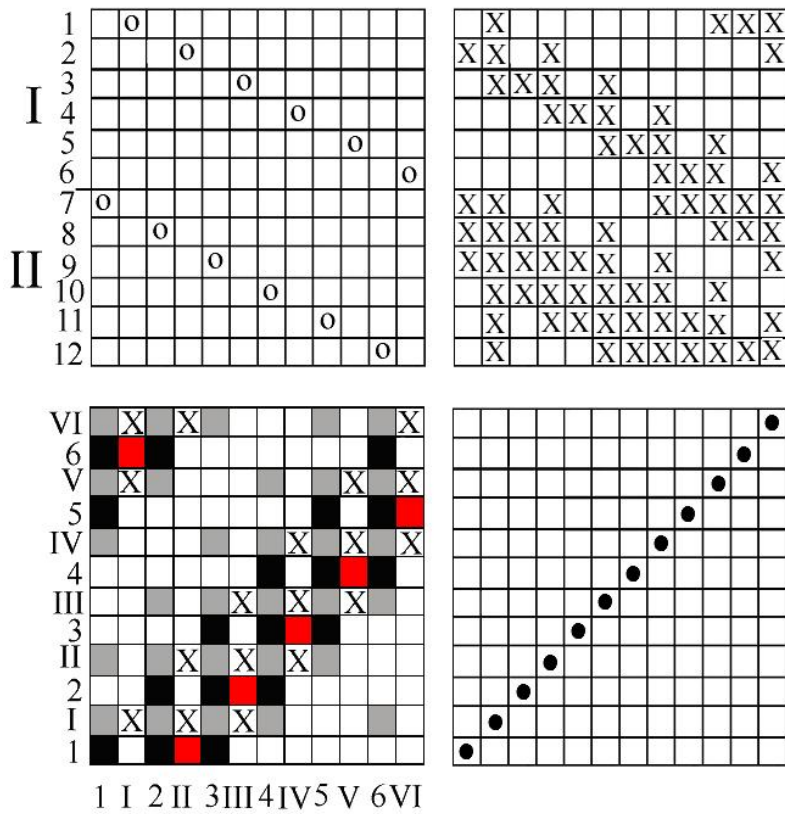 1 o X X X X
2 o X X X X
3 o X X X X
I
4 o X X X X
5 o X X X X
6 o X X X X
7 o X X X X X X X X
8 o X X X X X X X X
II
9 o X X X X X X X X
10 o X X X X X X X X
11 o X X X X X X X X X
12 o X X X X X X X X
VI X X X
6
V X X X
5
IV X X X
4
III X X X
3
II X X X
2
I X X X
1
1 I 2 II 3 III 4 IV 5 V 6 VI